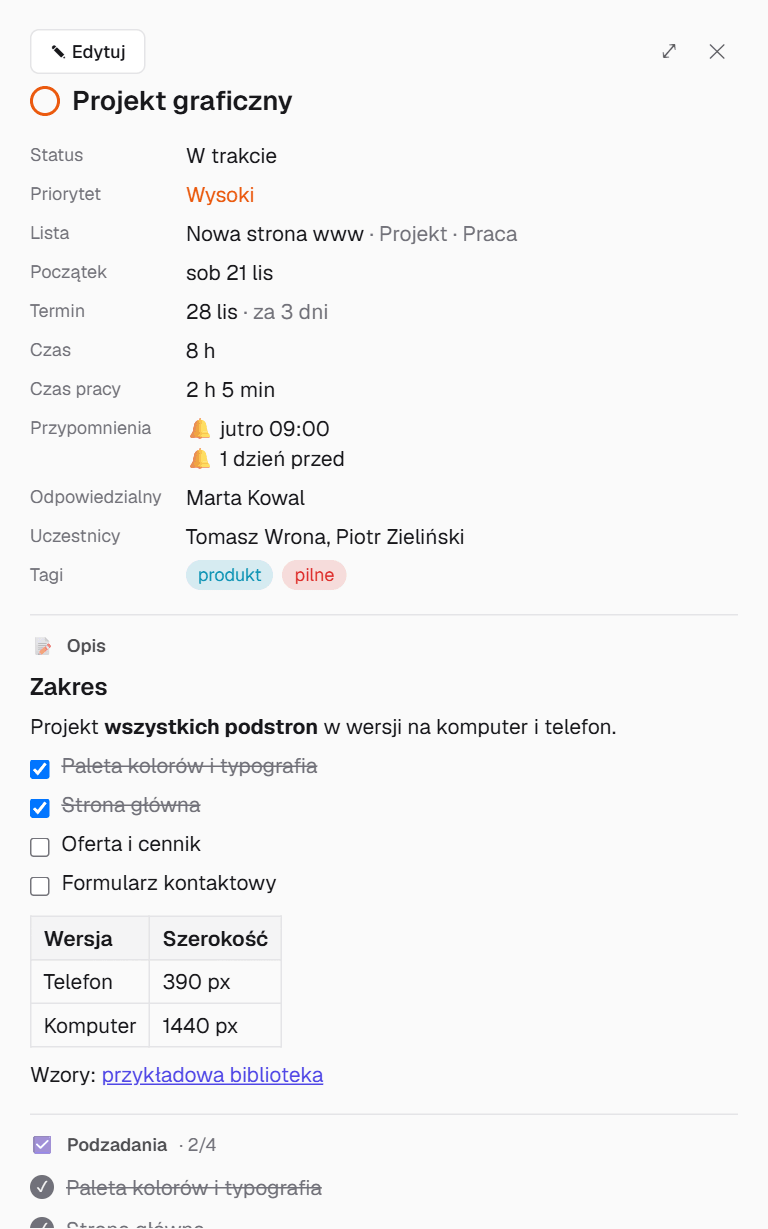 Edytuj
Projekt graficzny
Status W trakcie
Priorytet Wysoki
Lista Nowa strona www · Projekt · Praca
Początek sob 21 lis
Termin 28 lis · za 3 dni
Czas 8 h
Czas pracy 2 h 5 min
Przypomnienia jutro 09:00
1 dzień przed
Odpowiedzialny Marta Kowal
Uczestnicy Tomasz Wrona, Piotr Zieliński
Tagi produkt pilne
Opis
Zakres
Projekt wszystkich podstron w wersji na komputer i telefon.
Paleta kolorów i typografia
Strona główna
Oferta i cennik
Formularz kontaktowy
Wersja Szerokość
Telefon 390 px
Komputer 1440 px
Wzory: przykładowa biblioteka
Podzadania · 2/4
Paleta kolorów i typografia
Strona główna